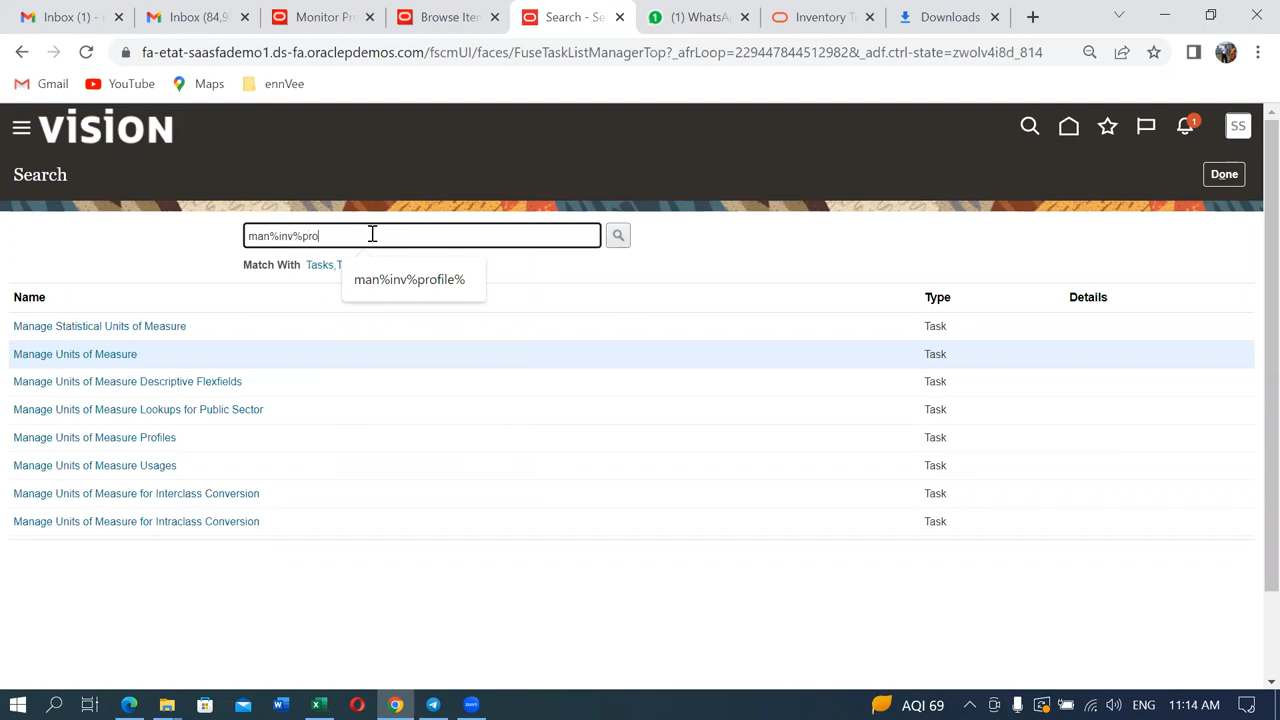 (1) WhatsA
Inbox (1) -
Inbox (84,9
Monitor Pr
Browse Iter
Search - Se
Inventory T
Downloads
fa-etat-saasfademo1.ds-fa.oraclepdemos.com/fscmUI/faces/FuseTaskListManagerTop?_afrLoop=229447844512982&_adf.ctrl-state=zwolv4i8d_814
Gmail
YouTube
Maps
ennVee
VISION
1
SS
Search
Done
man%inv%pro
Match With Tasks,T
man%inv%profile%
Name Type Details
Manage Statistical Units of Measure Task
Manage Units of Measure Task
Manage Units of Measure Descriptive Flexfields Task
Manage Units of Measure Lookups for Public Sector Task
Manage Units of Measure Profiles Task
Manage Units of Measure Usages Task
Manage Units of Measure for Interclass Conversion Task
Manage Units of Measure for Intraclass Conversion Task
AQI 69
11:14 AM